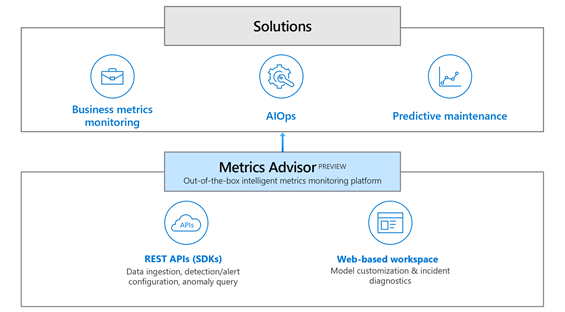 Solutions
Business metrics
monitoring
AIOps
Predictive maintenance
Metrics Advisor PREVIEW
Out-of-the-box intelligent metrics monitoring platform
APIs
REST APIs (SDKs)
Data ingestion, detection/alert
configuration, anomaly query
Web-based workspace
Model customization & incident
diagnostics